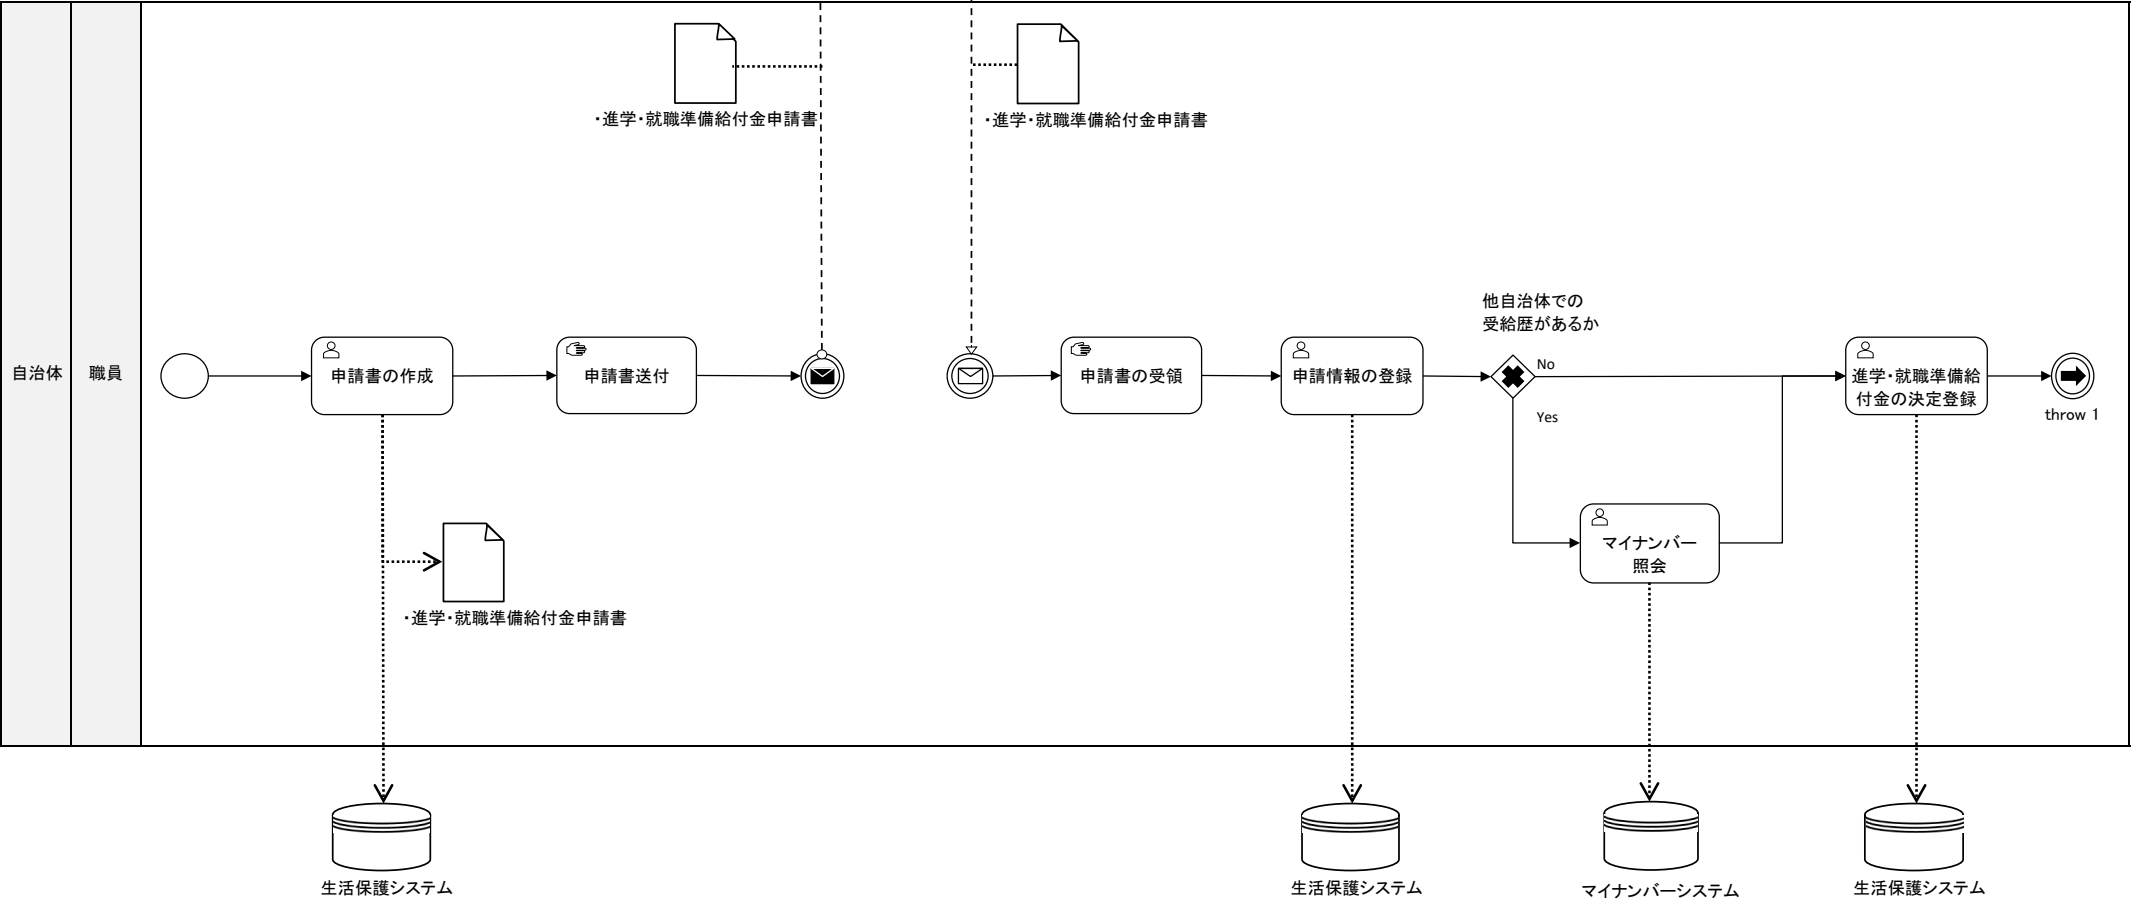 ・進学・就職準備給付金申請書
・進学・就職準備給付金申請書
他自治体での
受給歴があるか
自治体
職員
申請書の作成
申請書送付
申請書の受領
申請情報の登録
No
Yes
進学・就職準備給
付金の決定登録
throw 1
マイナンバー
照会
・進学・就職準備給付金申請書
生活保護システム
生活保護システム
マイナンバーシステム
生活保護システム